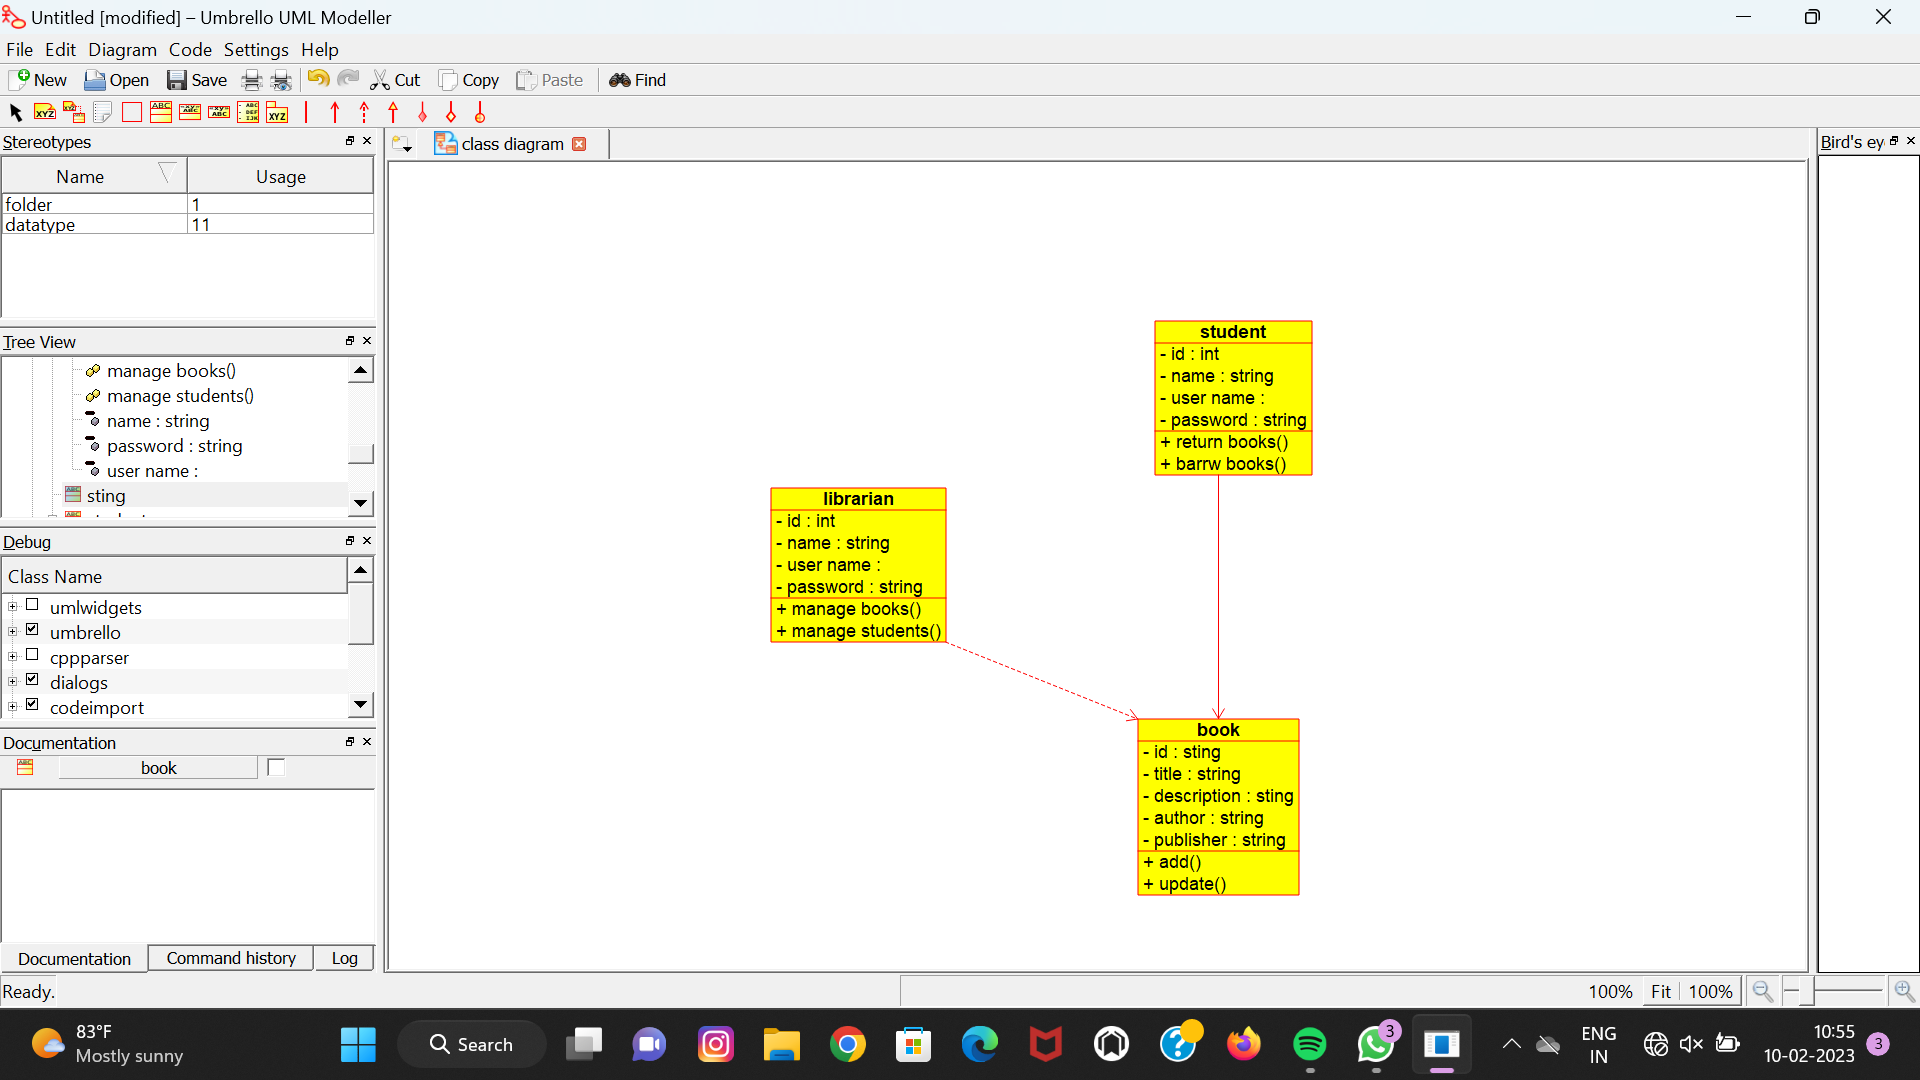 Untitled [modified] – Umbrello UML Modeller
File Edit Diagram Code Settings Help
New Open Save Cut Copy Paste Find
Stereotypes
Name Usage
folder 1
datatype 11
Tree View
manage books()
manage students()
name : string
password : string
user name :
sting
Debug
Class Name
umlwidgets
umbrello
cppparser
dialogs
codeimport
Documentation
book
Documentation Command history Log
Ready.
class diagram
student
- id : int
- name : string
- user name :
- password : string
+ return books()
+ barrw books()
librarian
- id : int
- name : string
- user name :
- password : string
+ manage books()
+ manage students()
book
- id : sting
- title : string
- description : sting
- author : string
- publisher : string
+ add()
+ update()
Bird's ey
100% Fit 100%
83°F
Mostly sunny
Search
3
ENG
IN
10:55
10-02-2023
3